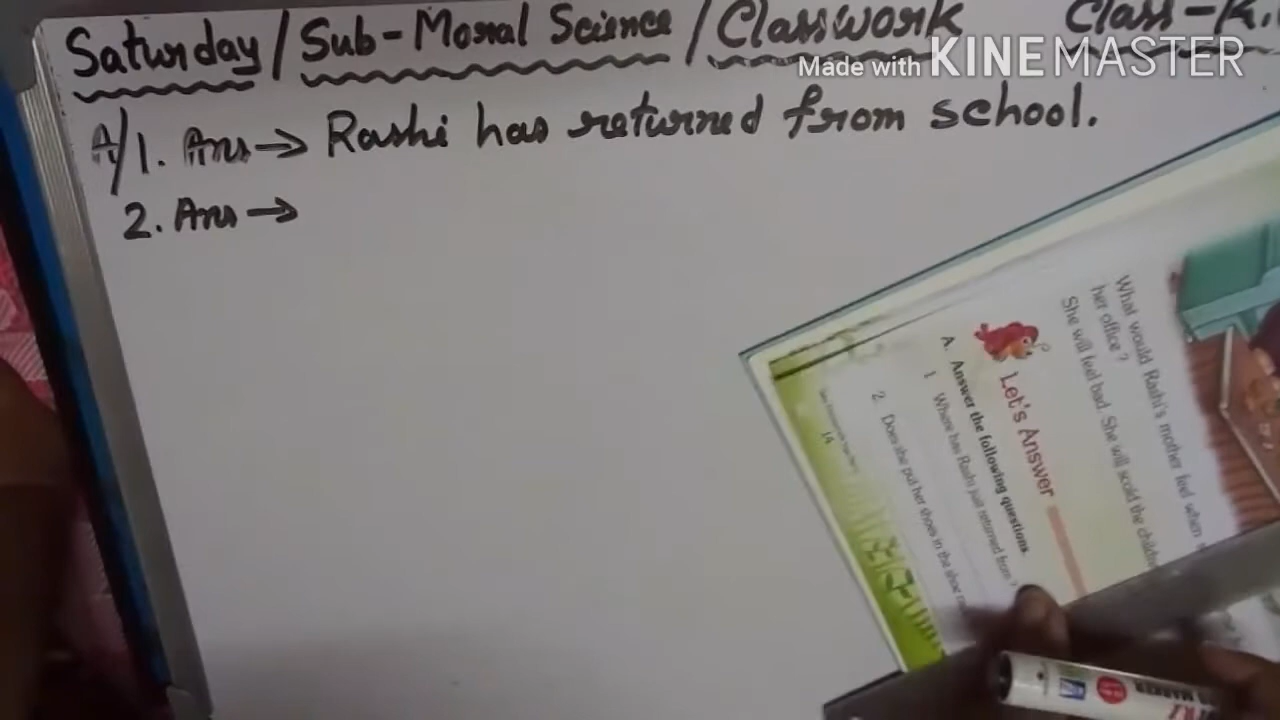 Saturday / Sub-Moral Science / Classwork Class-K.
Made with KINEMASTER
A/1. Ans → Rashi has returned from school.
2. Ans →
What would Rashi's mother feel when
her office?
She will feel bad. She will scold the
Let's Answer
A. Answer the following questions.
1 Where has Rashi just returned from?
2. Does she put her shoes in the shoe
14
MARKER